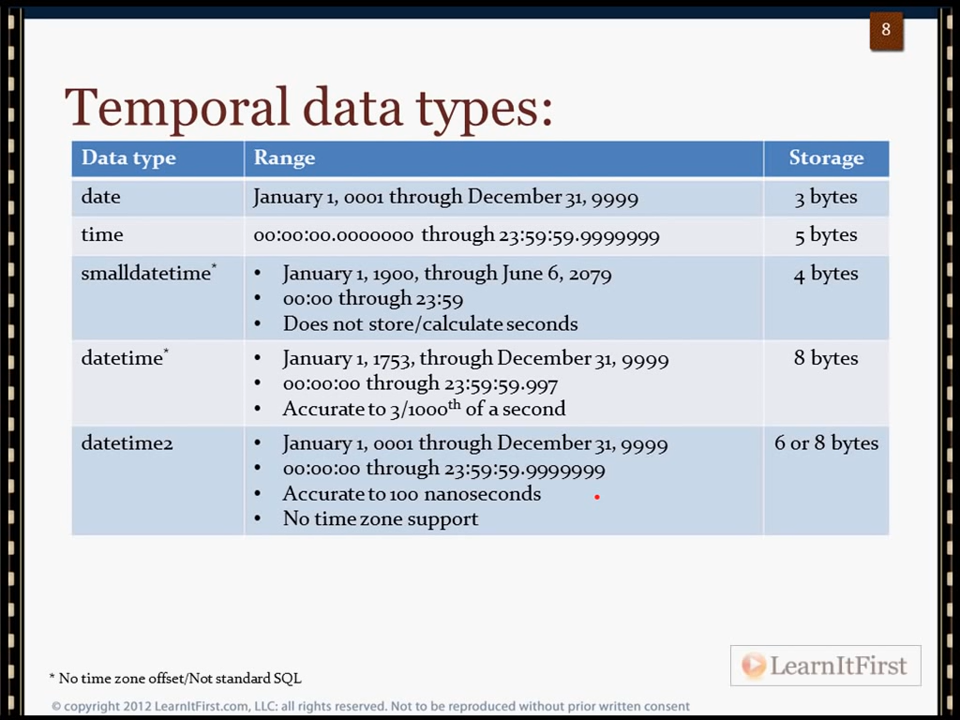 8
Temporal data types:
Data type Range Storage
date January 1, 0001 through December 31, 9999 3 bytes
time 00:00:00.0000000 through 23:59:59.9999999 5 bytes
smalldatetime* • January 1, 1900, through June 6, 2079 4 bytes
• 00:00 through 23:59
• Does not store/calculate seconds
datetime* • January 1, 1753, through December 31, 9999 8 bytes
• 00:00:00 through 23:59:59.997
• Accurate to 3/1000th of a second
datetime2 • January 1, 0001 through December 31, 9999 6 or 8 bytes
• 00:00:00 through 23:59:59.9999999
• Accurate to 100 nanoseconds
• No time zone support
LearnItFirst
* No time zone offset/Not standard SQL
© copyright 2012 LearnItFirst.com, LLC: all rights reserved. Not to be reproduced without prior written consent